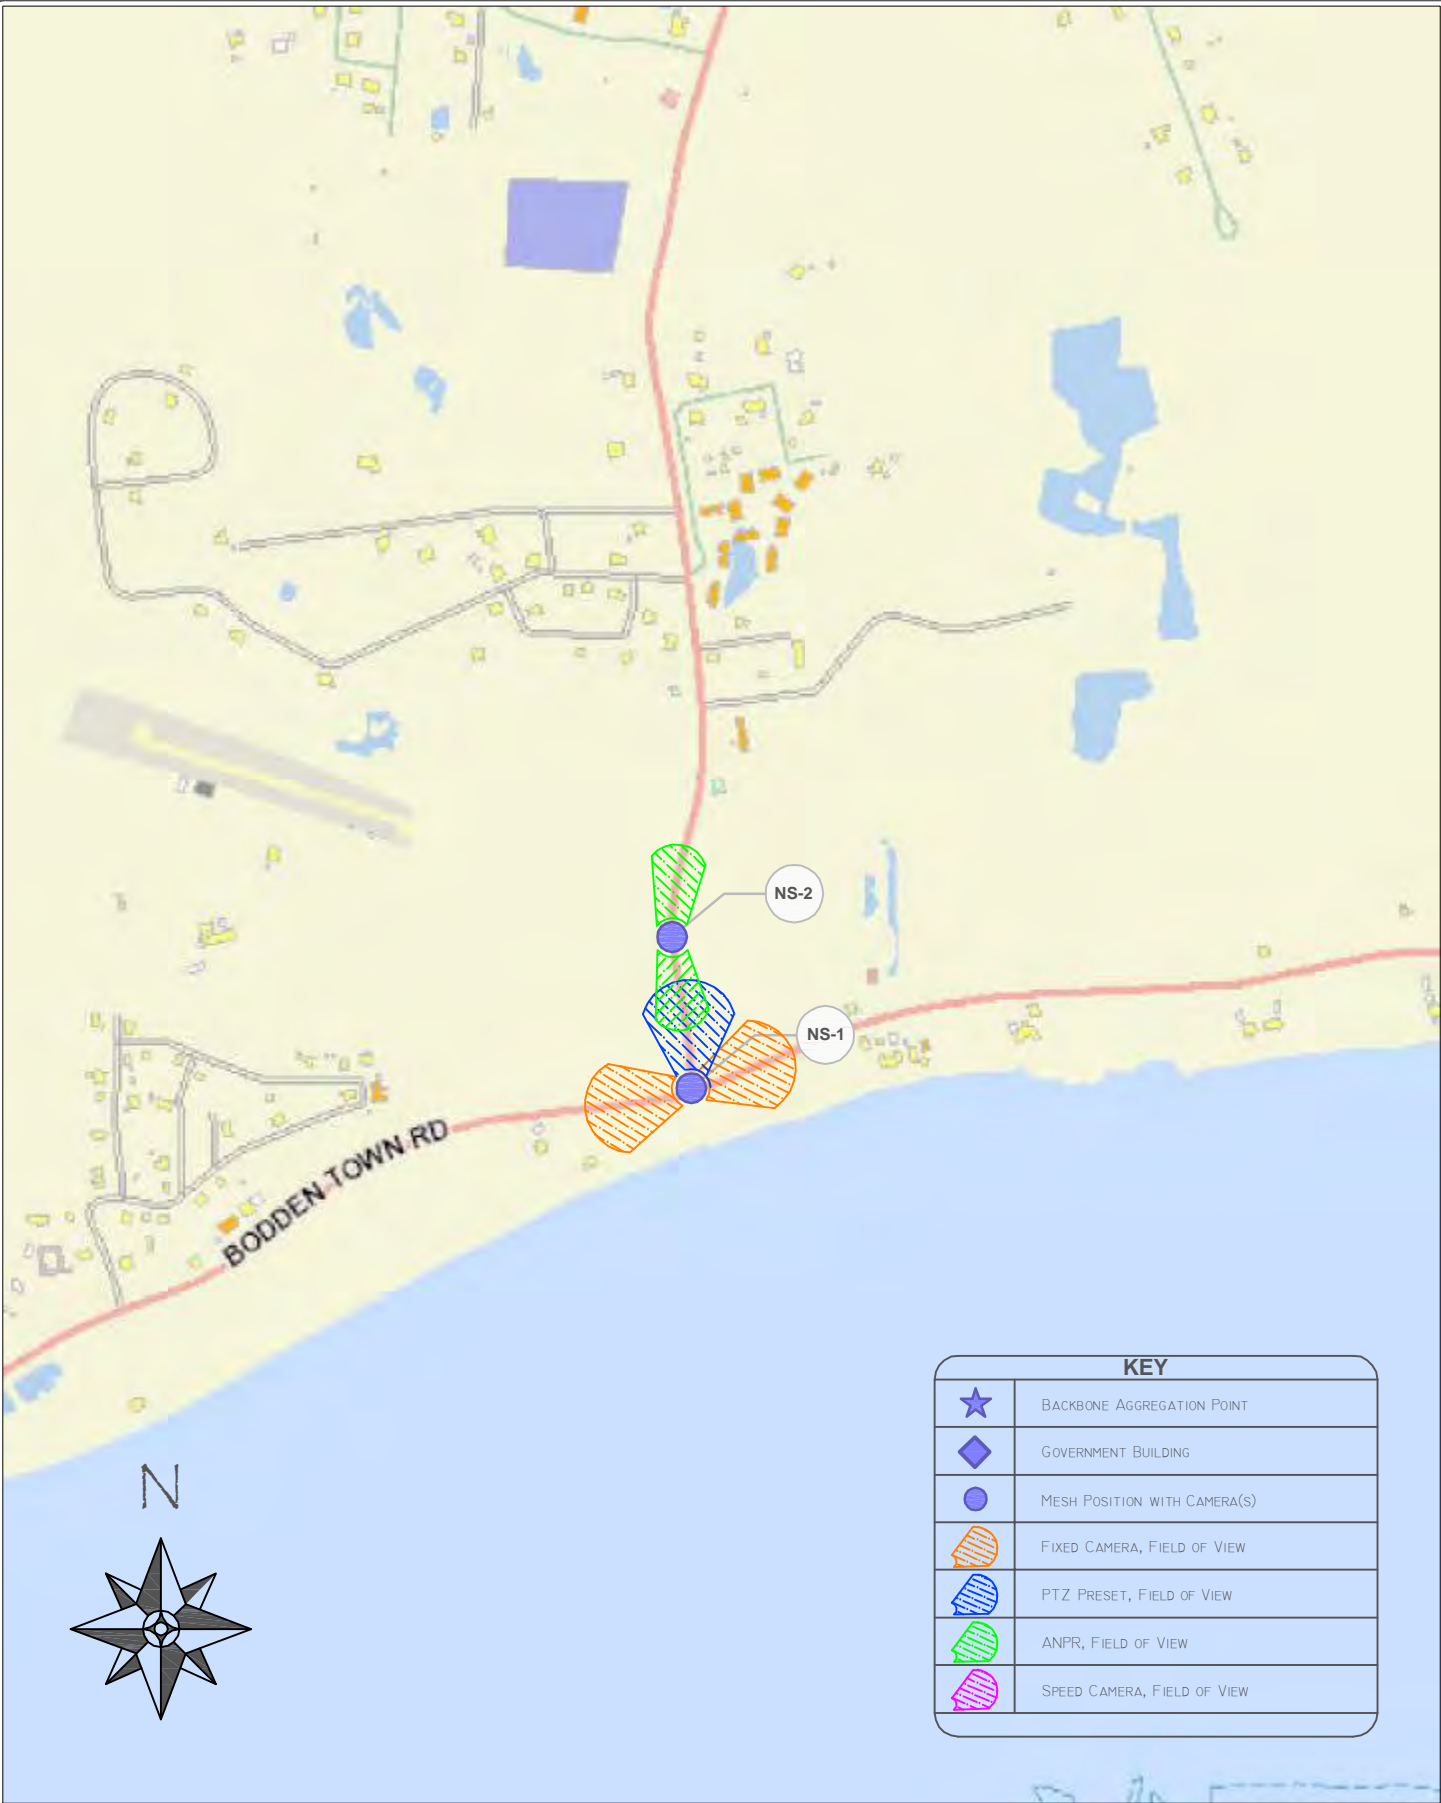 NS-2
NS-1
BODDEN TOWN RD
KEY
BACKBONE AGGREGATION POINT
GOVERNMENT BUILDING
MESH POSITION WITH CAMERA(S)
FIXED CAMERA, FIELD OF VIEW
PTZ PRESET, FIELD OF VIEW
ANPR, FIELD OF VIEW
SPEED CAMERA, FIELD OF VIEW
N